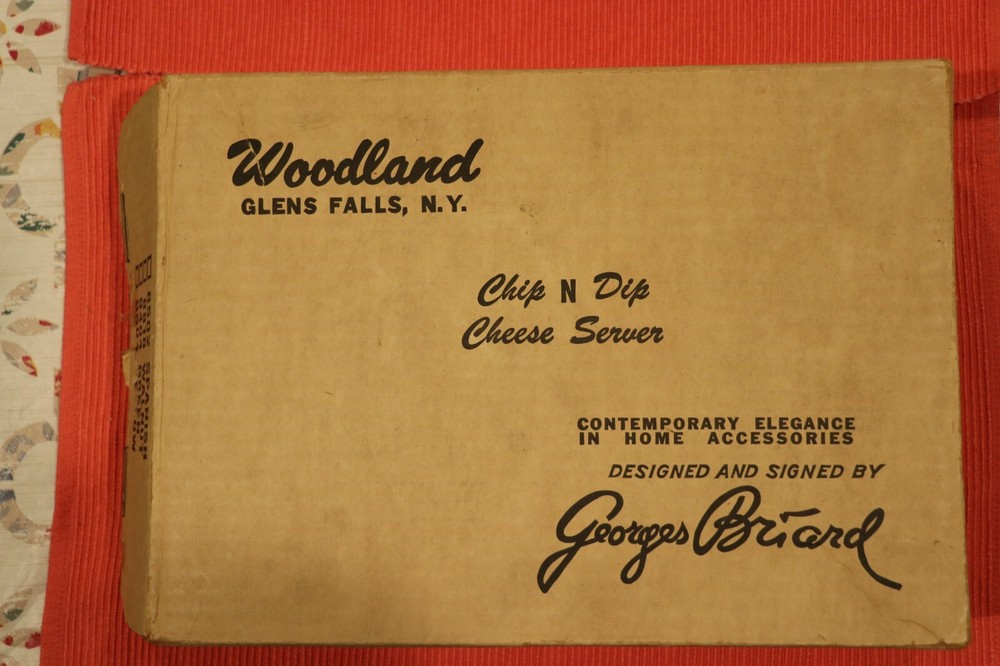 Woodland
GLENS FALLS, N.Y.
Chip N Dip
Cheese Server
CONTEMPORARY ELEGANCE
IN HOME ACCESSORIES
DESIGNED AND SIGNED BY
Georges Briard